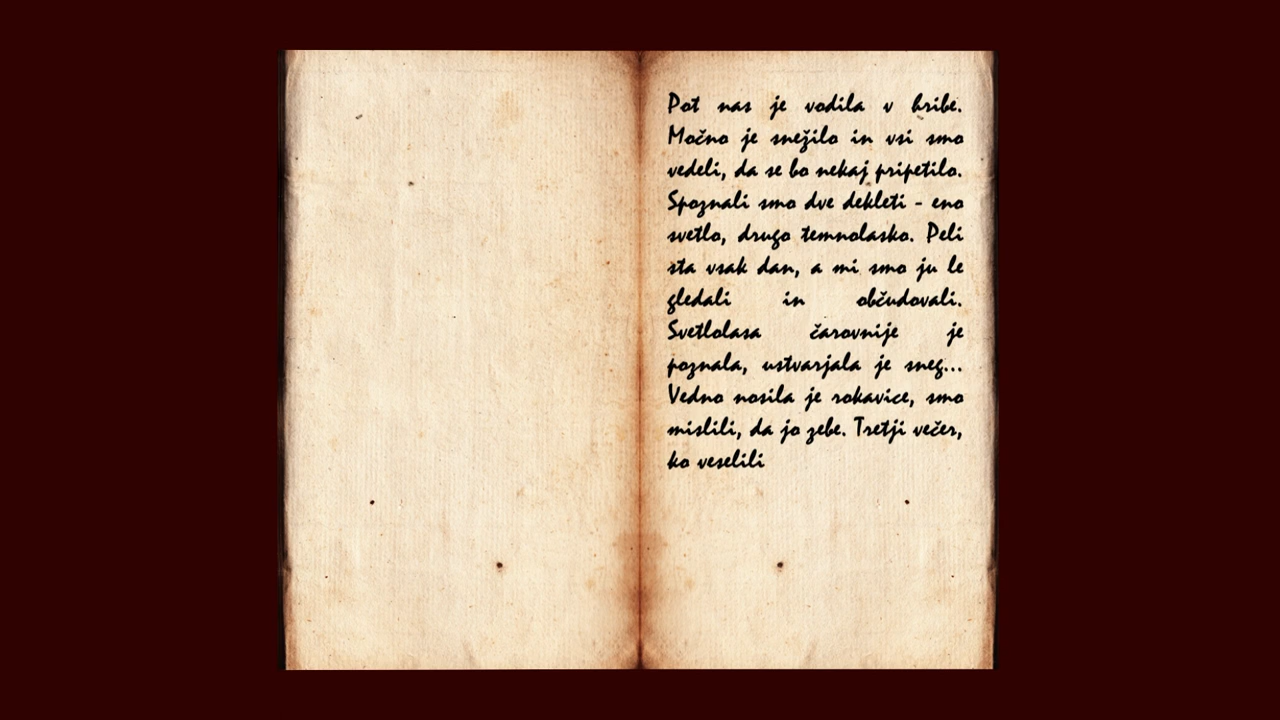 Pot nas je vodila v hribe.
Močno je snežilo in vsi smo
vedeli, da se bo nekaj pripetilo.
Spoznali smo dve dekleti - eno
svetlo, drugo temnolasko. Peli
sta vsak dan, a mi smo ju le
gledali in občudovali.
Svetlolasa čarovnije je
poznala, ustvarjala je sneg...
Vedno nosila je rokavice, smo
mislili, da jo zebe. Tretji večer,
ko veselili